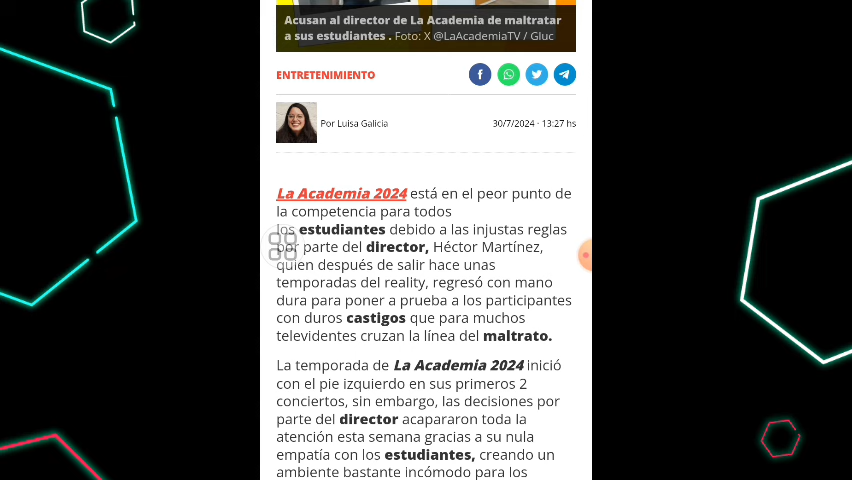 Acusan al director de La Academia de maltratar
a sus estudiantes . Foto: X @LaAcademiaTV / Gluc
ENTRETENIMIENTO
Por Luisa Galicia
30/7/2024 - 13:27 hs
La Academia 2024 está en el peor punto de
la competencia para todos
los estudiantes debido a las injustas reglas
por parte del director, Héctor Martínez,
quien después de salir hace unas
temporadas del reality, regresó con mano
dura para poner a prueba a los participantes
con duros castigos que para muchos
televidentes cruzan la línea del maltrato.
La temporada de La Academia 2024 inició
con el pie izquierdo en sus primeros 2
conciertos, sin embargo, las decisiones por
parte del director acapararon toda la
atención esta semana gracias a su nula
empatía con los estudiantes, creando un
ambiente bastante incómodo para los